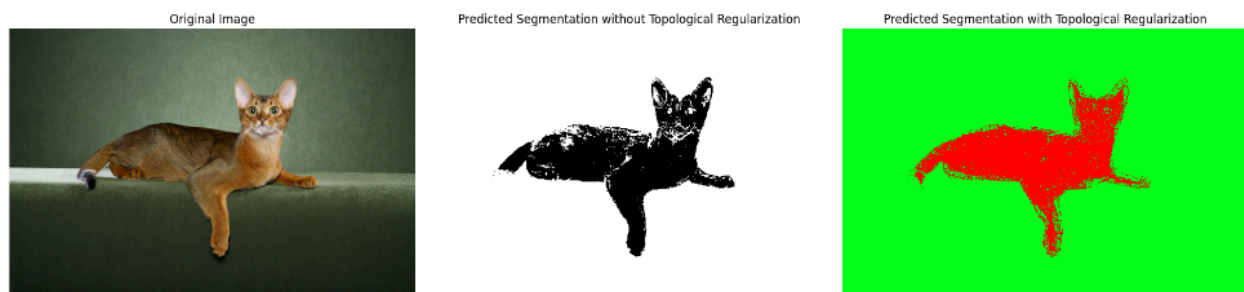 Original Image
Predicted Segmentation without Topological Regularization
Predicted Segmentation with Topological Regularization